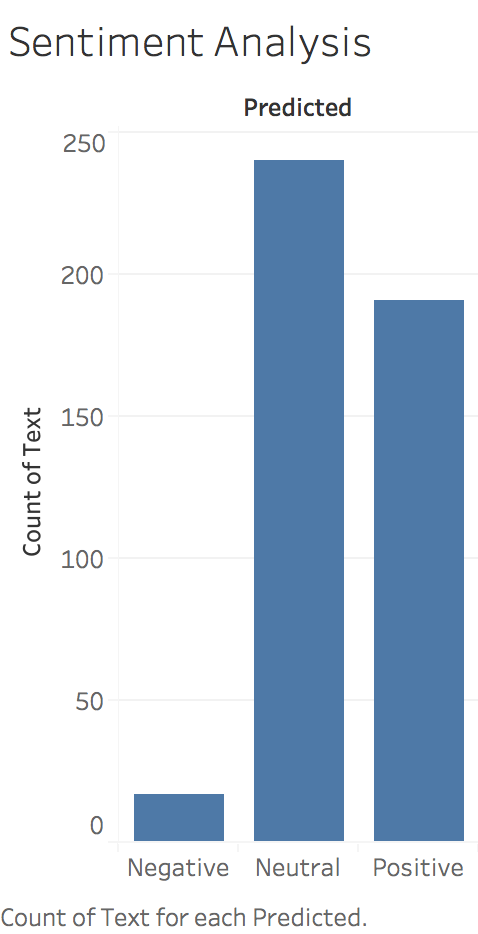 Sentiment Analysis
Predicted
250
200
150
100
50
0
Count of Text
Negative Neutral Positive
Count of Text for each Predicted.